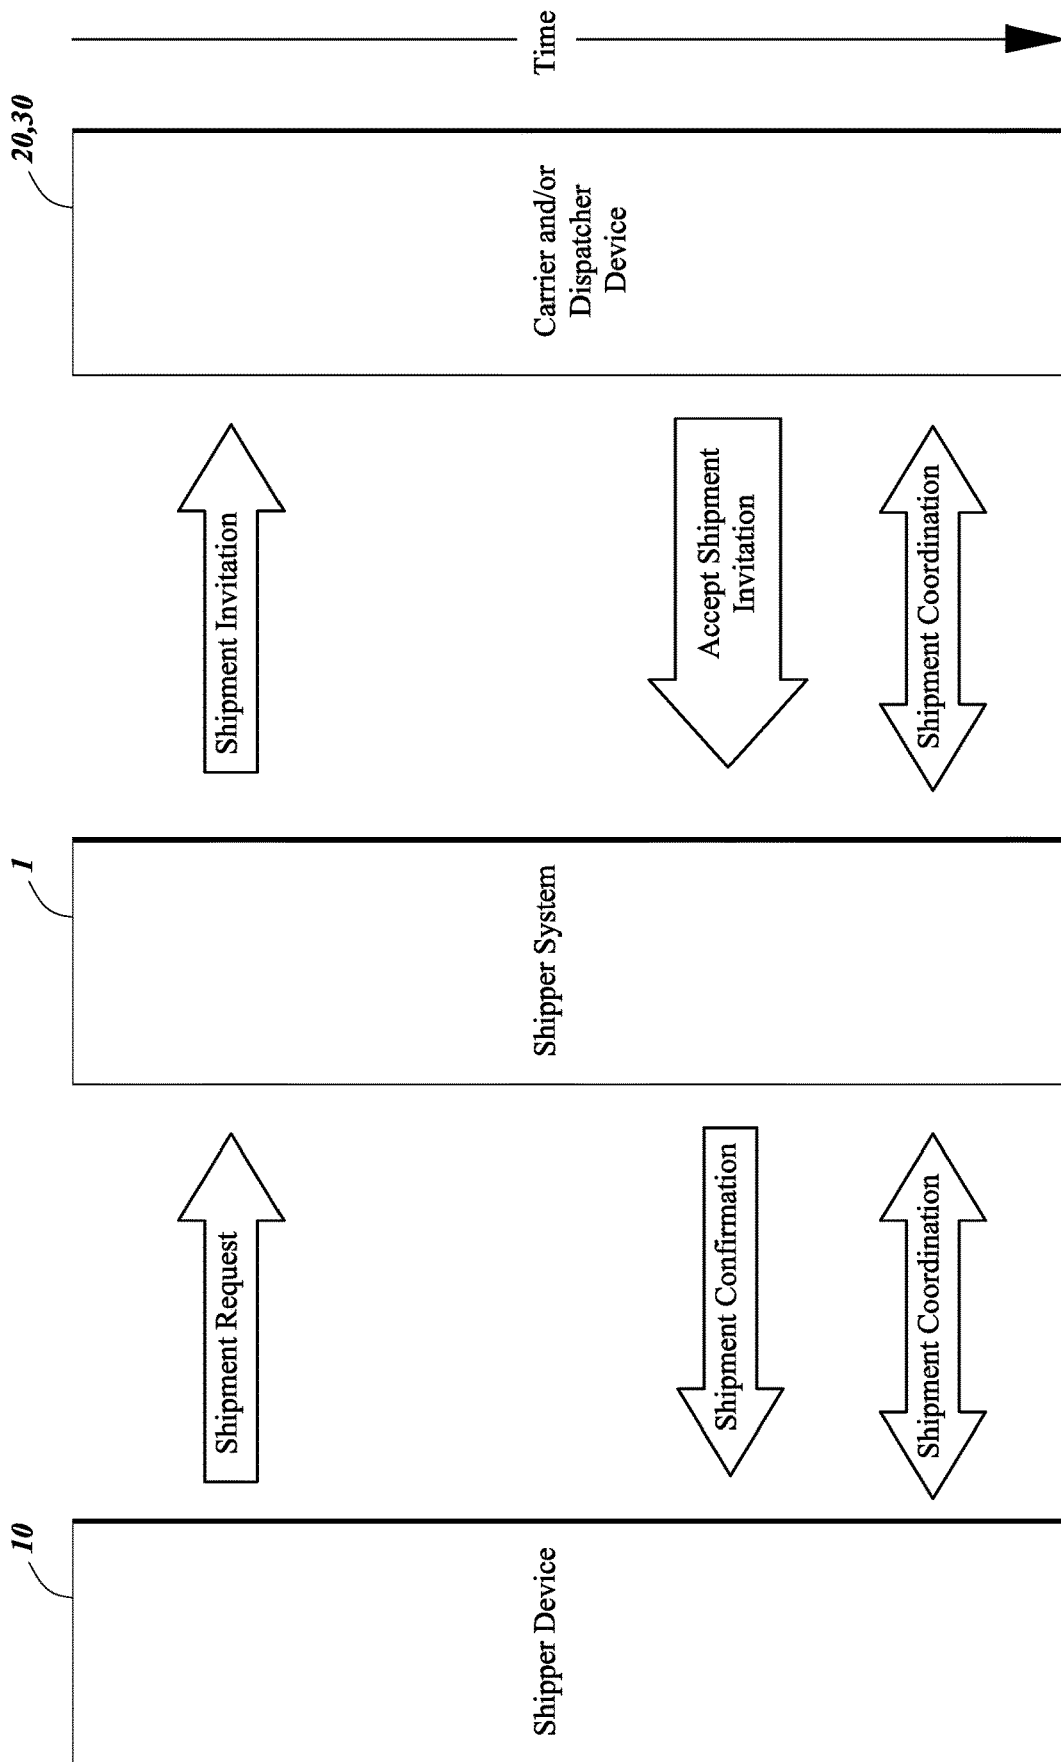 10
1
20,30
Shipper Device
Shipment Request
Shipper System
Shipment Invitation
Carrier and/or
Dispatcher
Device
Time
Shipment Confirmation
Accept Shipment
Invitation
Shipment Coordination
Shipment Coordination